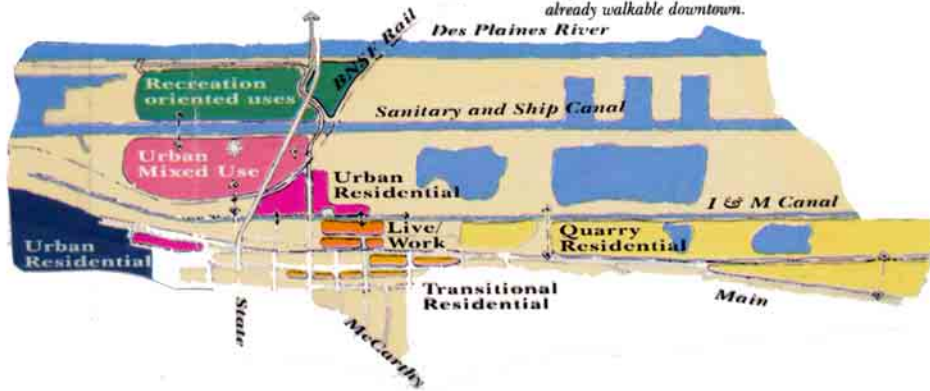 already walkable downtown.
Des Plaines River
BNSF Rail
Recreation
oriented uses
Sanitary and Ship Canal
Urban
Mixed Use
Urban
Residential
I & M Canal
Live/
Work
Quarry
Residential
Urban
Residential
Transitional
Residential
Main
State
McCarthy